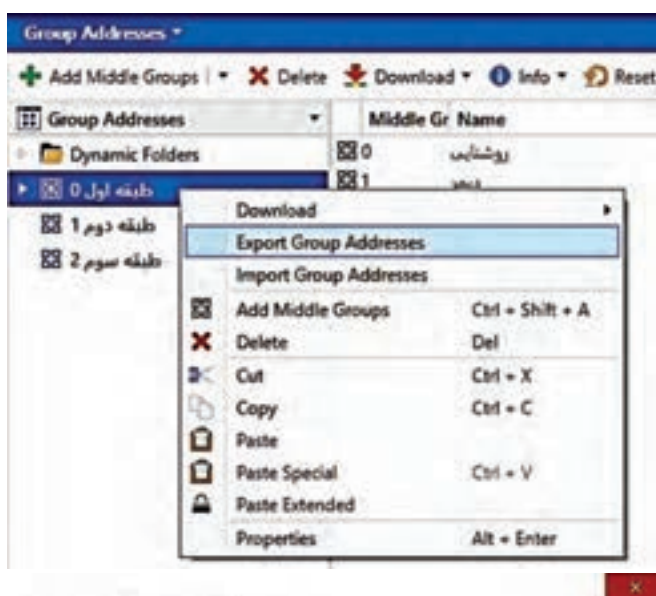 Group Addresses
Add Middle Groups Delete Download Info Reset
Group Addresses Middle Gr Name
Dynamic Folders 0 روشنایی
0 طبقه اول 1 دیمر
1 طبقه دوم
2 طبقه سوم
Download
Export Group Addresses
Import Group Addresses
Add Middle Groups Ctrl + Shift + A
Delete Del
Cut Ctrl + X
Copy Ctrl + C
Paste
Paste Special Ctrl + V
Paste Extended
Properties Alt + Enter